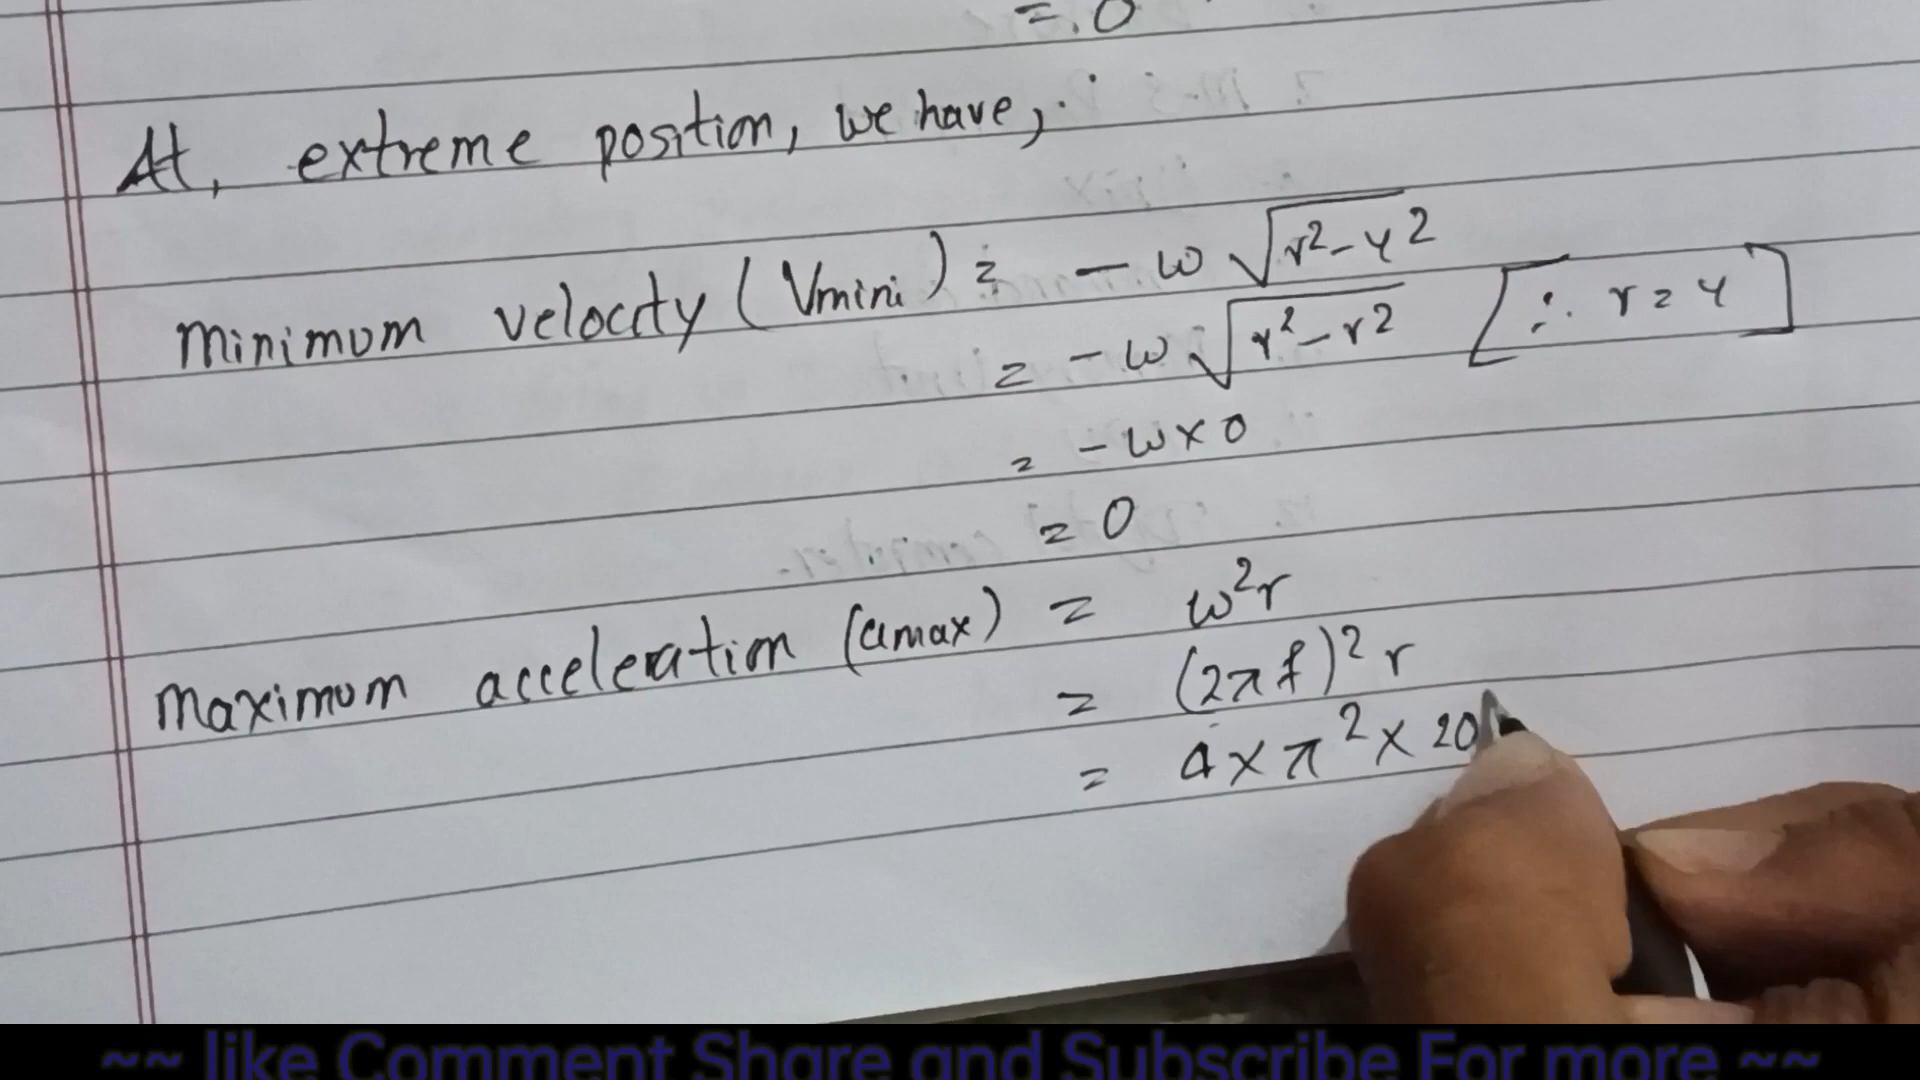 =.0
At, extreme position, we have,
Minimum velocity (Vmini) = - ω √r²-y²
= - ω √r²-r² [∴ r = y]
= - ω x 0
= 0
Maximum acceleration (amax) = ω²r
= (2πf)² r
= 4 x π² x 20
~~ like Comment Share and Subscribe For more ~~